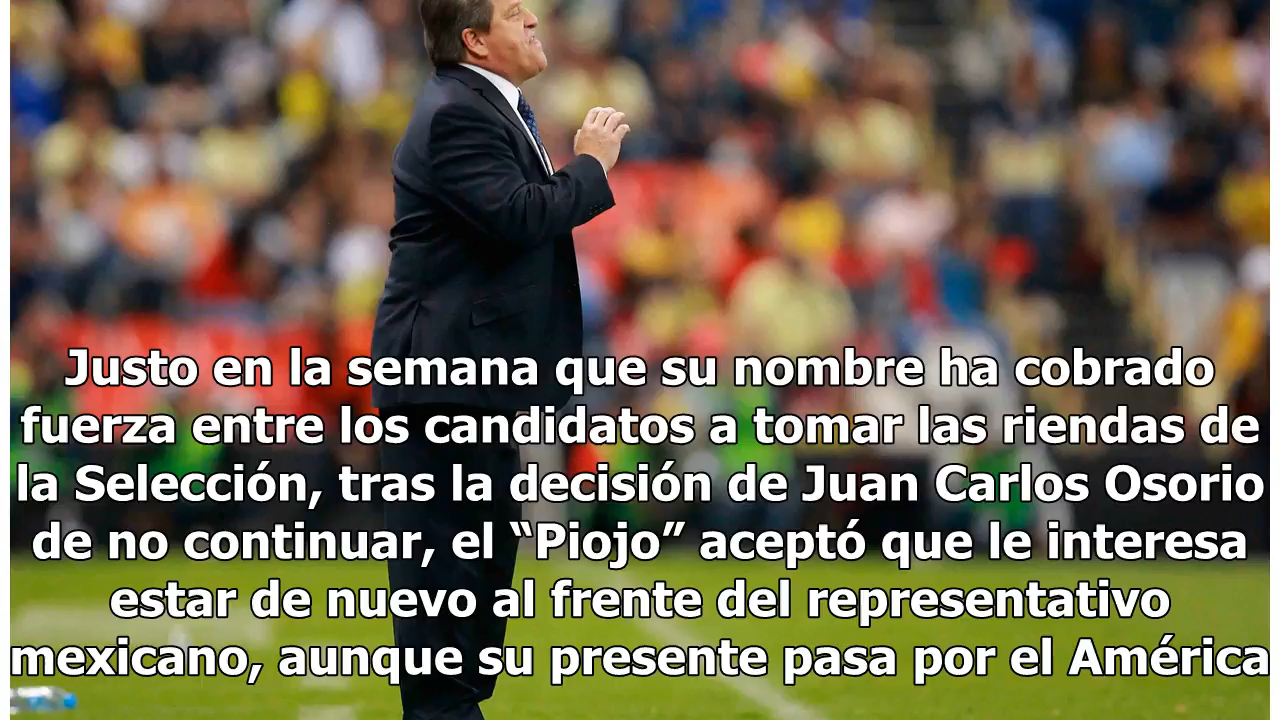 Justo en la semana que su nombre ha cobrado
fuerza entre los candidatos a tomar las riendas de
la Selección, tras la decisión de Juan Carlos Osorio
de no continuar, el “Piojo” aceptó que le interesa
estar de nuevo al frente del representativo
mexicano, aunque su presente pasa por el América